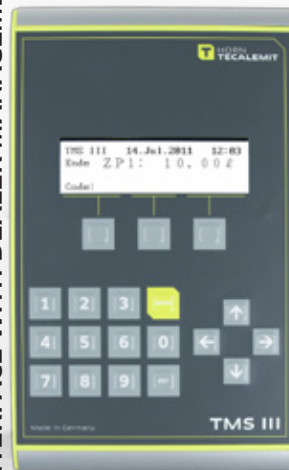 HORN
TECALEMIT
TMS III 14.Jul.2011 12:03
Ende ZP1: 10.00ℓ
Code:
1 2 3
4 5 6 0
7 8 9
Made in Germany
TMS III